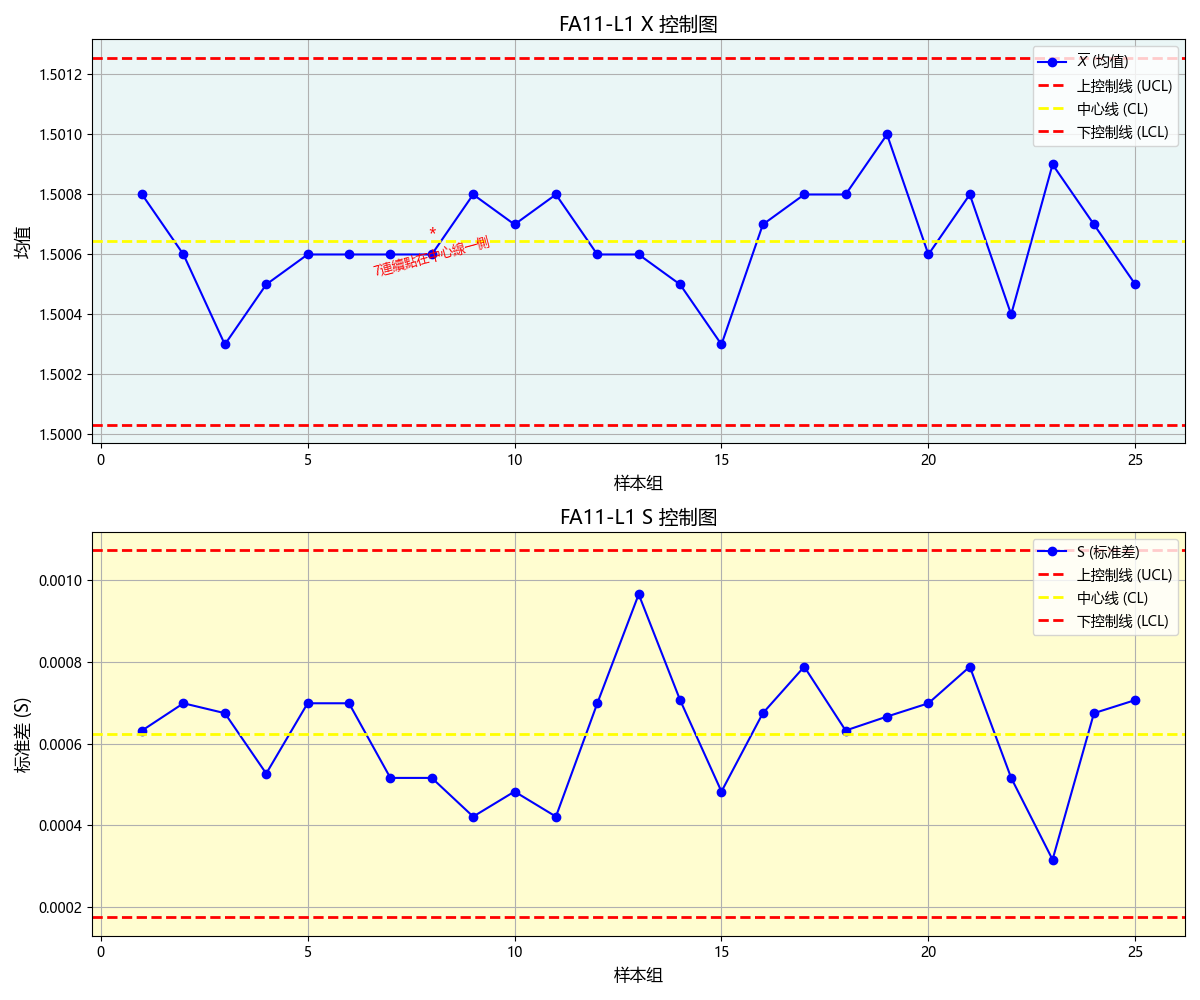 FA11-L1 X 控制图
均值
1.5012
1.5010
1.5008
1.5006
1.5004
1.5002
1.5000
X (均值)
上控制线 (UCL)
中心线 (CL)
下控制线 (LCL)
*
7連續點在中心線一側
0 5 10 15 20 25
样本组
FA11-L1 S 控制图
标准差 (S)
0.0010
0.0008
0.0006
0.0004
0.0002
S (标准差)
上控制线 (UCL)
中心线 (CL)
下控制线 (LCL)
0 5 10 15 20 25
样本组